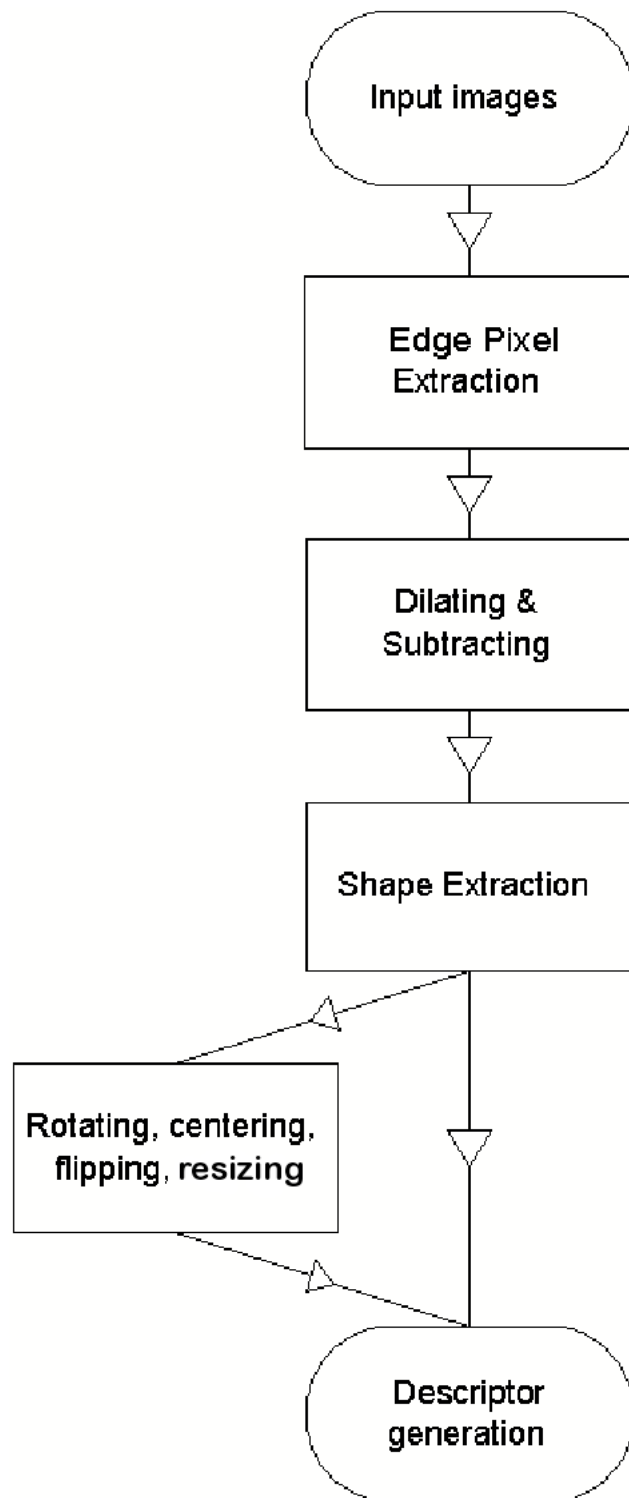 Input images
Edge Pixel
Extraction
Dilating &
Subtracting
Shape Extraction
Rotating, centering,
flipping, resizing
Descriptor
generation